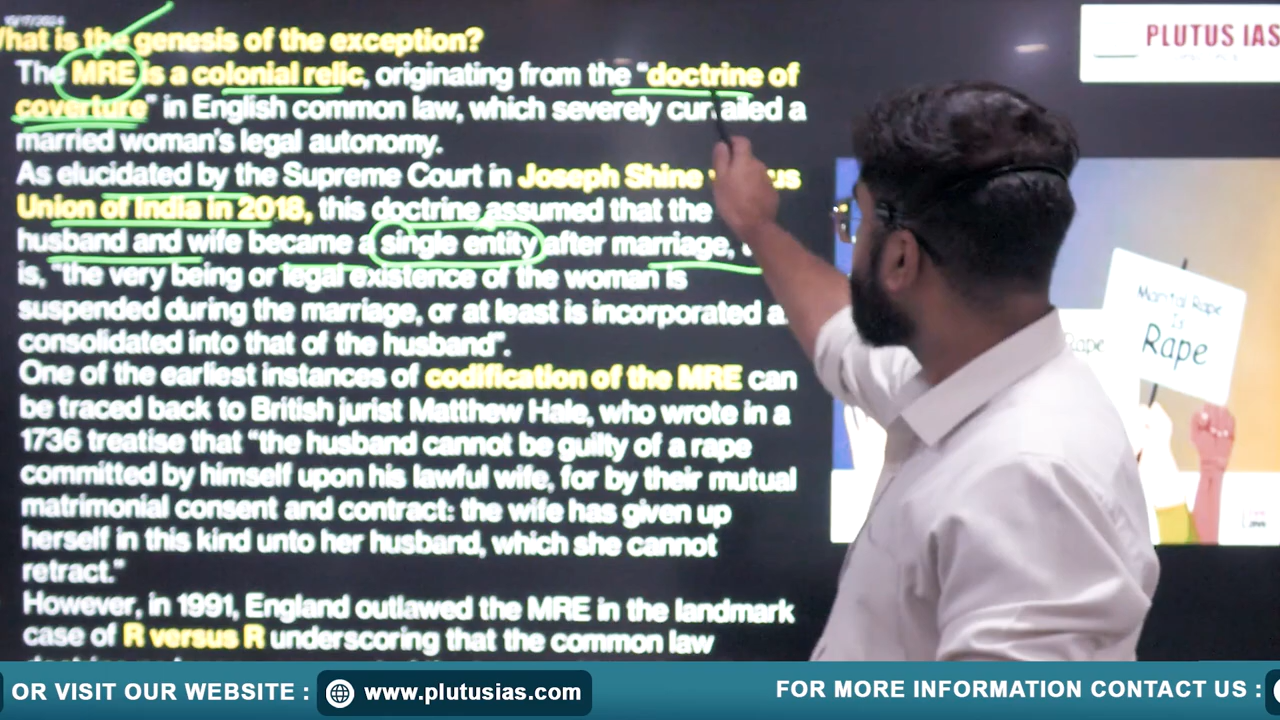 10/17/2024
What is the genesis of the exception?
The MRE is a colonial relic, originating from the “doctrine of
coverture” in English common law, which severely curtailed a
married woman’s legal autonomy.
As elucidated by the Supreme Court in Joseph Shine
Union of India in 2018, this doctrine assumed that the
husband and wife became a single entity after marriage,
is, “the very being or legal existence of the woman is
suspended during the marriage, or at least is incorporated
consolidated into that of the husband”.
One of the earliest instances of codification of the MRE can
be traced back to British jurist Matthew Hale, who wrote in a
1736 treatise that “the husband cannot be guilty of a rape
committed by himself upon his lawful wife, for by their mutual
matrimonial consent and contract: the wife has given up
herself in this kind unto her husband, which she cannot
retract.”
However, in 1991, England outlawed the MRE in the landmark
case of R versus R underscoring that the common law
PLUTUS IAS
Marital Rape
Is
Rape
Rape
OR VISIT OUR WEBSITE : www.plutusias.com
FOR MORE INFORMATION CONTACT US :